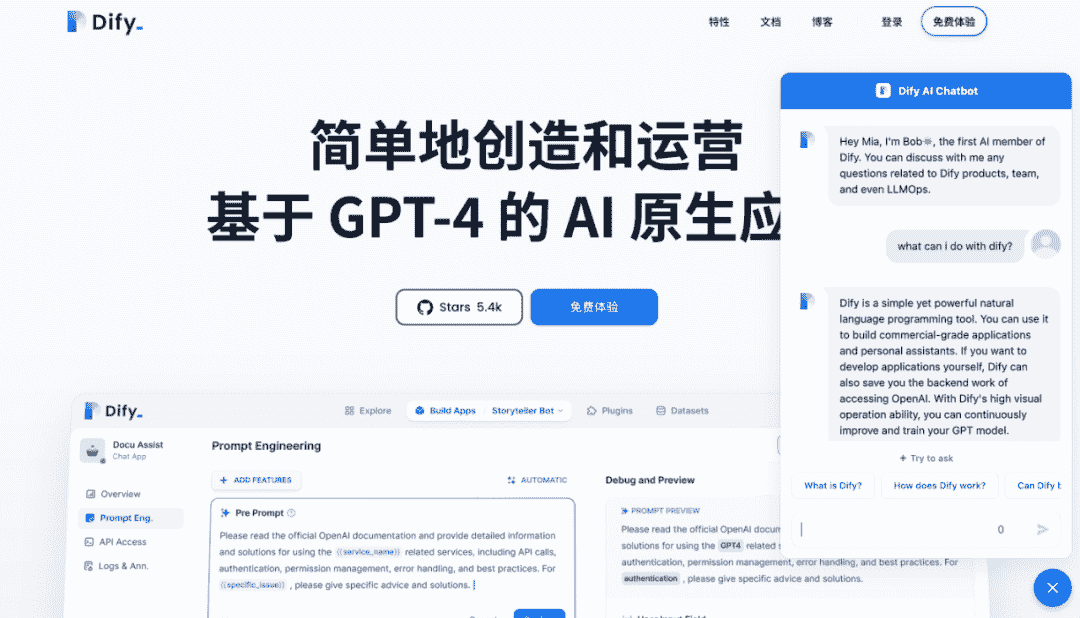 Dify_
特性
文档
博客
登录
免费体验
简单地创造和运营
基于 GPT-4 的 AI 原生应
Stars 5.4k
免费体验
Dify_
Explore
Build Apps
Storyteller Bot
Plugins
Datasets
Docu Assist
Chat App
Overview
Prompt Eng.
API Access
Logs & Ann.
Prompt Engineering
ADD FEATURES
AUTOMATIC
Pre Prompt
Please read the official OpenAI documentation and provide detailed information
and solutions for using the {{service_name}} related services, including API calls,
authentication, permission management, error handling, and best practices. For
{{specific_issue}} , please give specific advice and solutions.
Debug and Preview
PROMPT PREVIEW
Please read the official OpenAI docum
solutions for using the GPT4 related s
authentication, permission management, error handling, and best practices. For
authentication , please give specific advice and solutions.
Dify AI Chatbot
Hey Mia, I'm Bob, the first AI member of
Dify. You can discuss with me any
questions related to Dify products, team,
and even LLMOps.
what can i do with dify?
Dify is a simple yet powerful natural
language programming tool. You can use it
to build commercial-grade applications
and personal assistants. If you want to
develop applications yourself, Dify can
also save you the backend work of
accessing OpenAI. With Dify's high visual
operation ability, you can continuously
improve and train your GPT model.
Try to ask
What is Dify?
How does Dify work?
Can Dify b
0